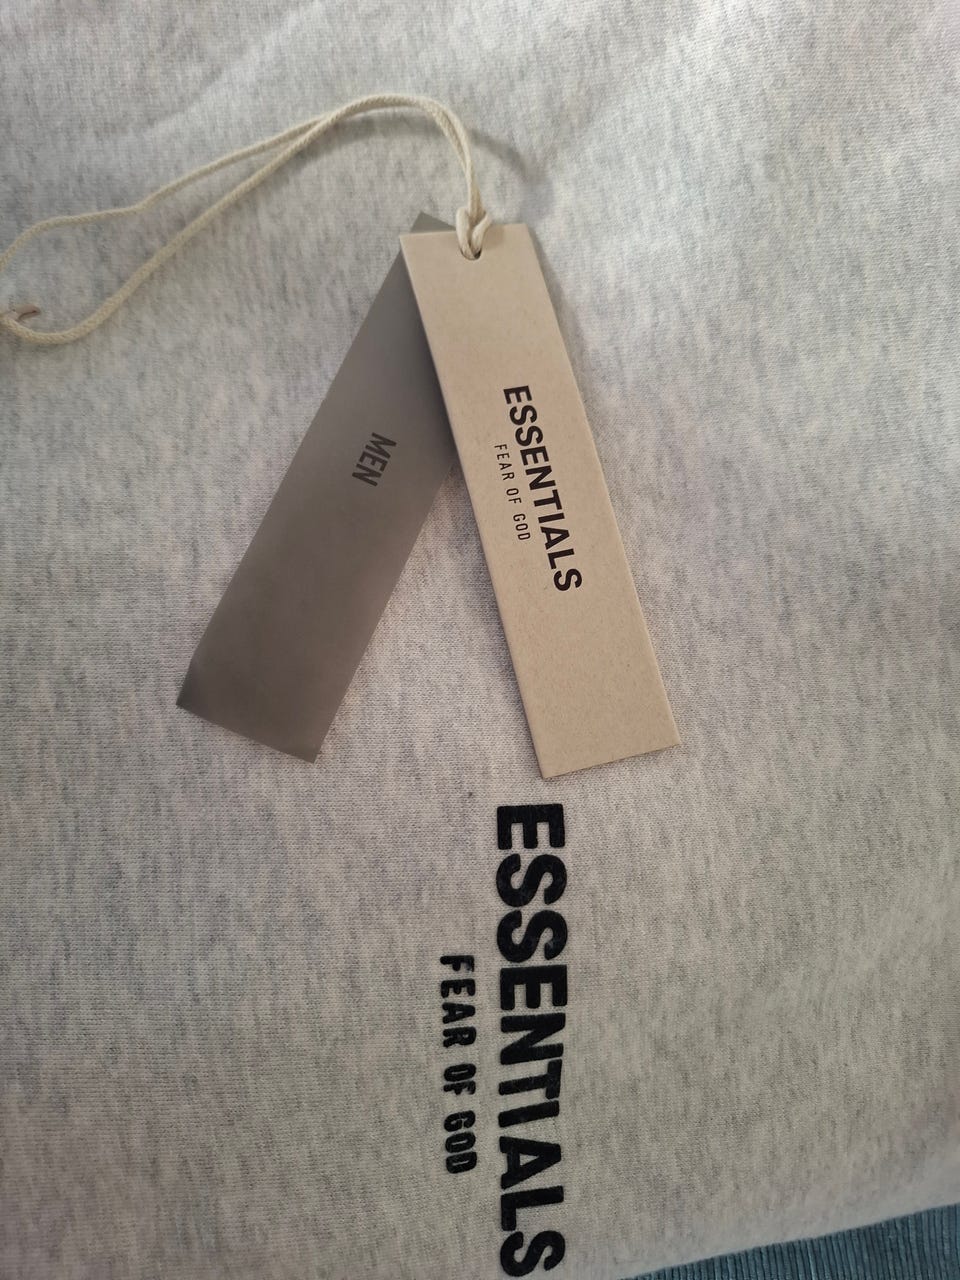 MEN
ESSENTIALS
FEAR OF GOD
ESSENTIALS
FEAR OF GOD